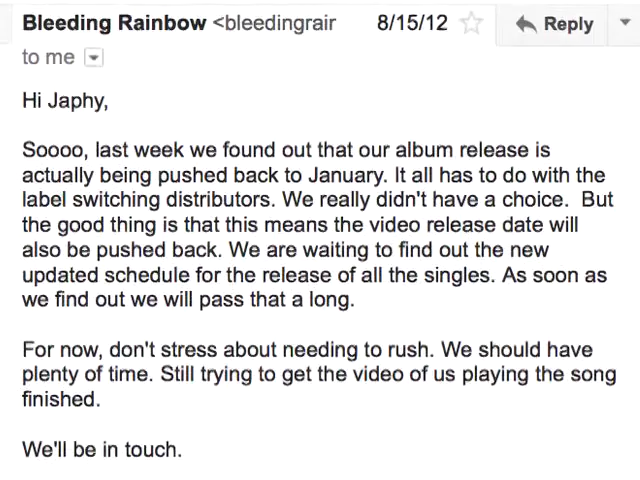 Bleeding Rainbow <bleedingrair 8/15/12 Reply
to me
Hi Japhy,
Soooo, last week we found out that our album release is
actually being pushed back to January. It all has to do with the
label switching distributors. We really didn't have a choice.  But
the good thing is that this means the video release date will
also be pushed back. We are waiting to find out the new
updated schedule for the release of all the singles. As soon as
we find out we will pass that a long.
For now, don't stress about needing to rush. We should have
plenty of time. Still trying to get the video of us playing the song
finished.
We'll be in touch.